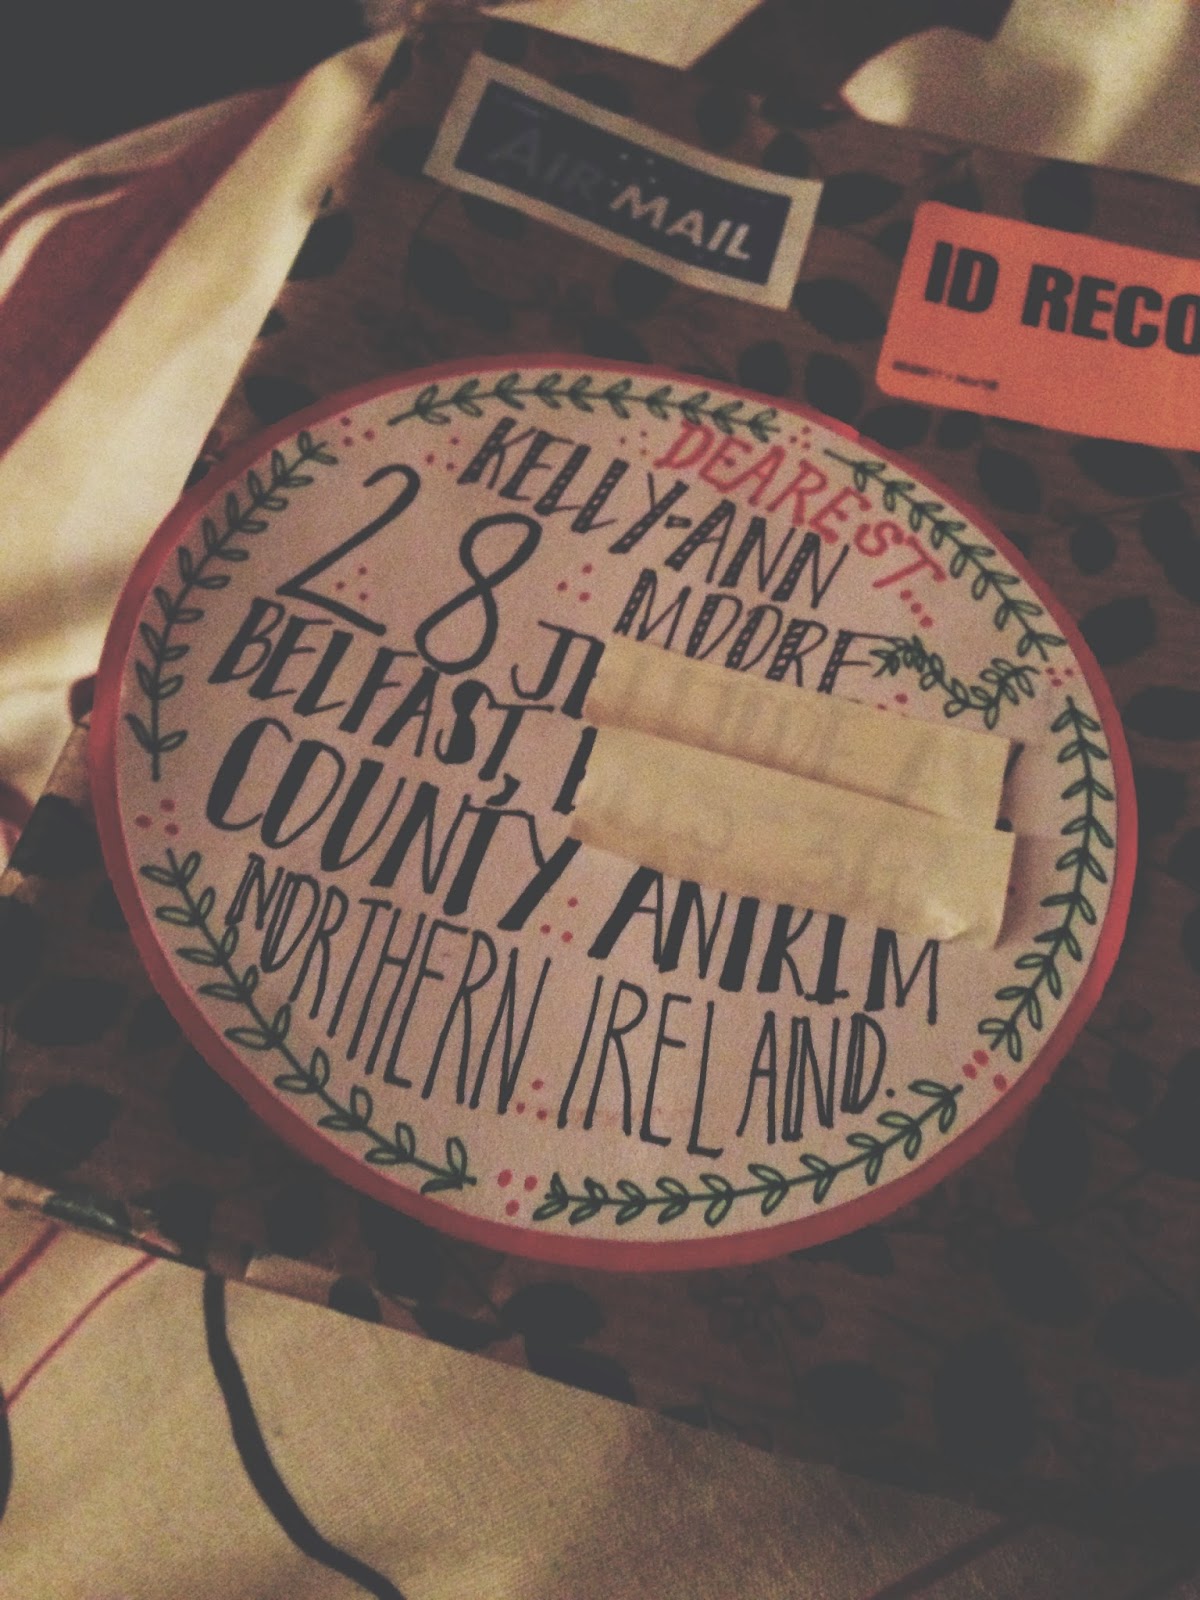 AIR MAIL
ID RECO
DEAREST...
KELLY-ANN
MOORE
28
BELFAST,
COUNTY ANTRIM
NORTHERN IRELAND.